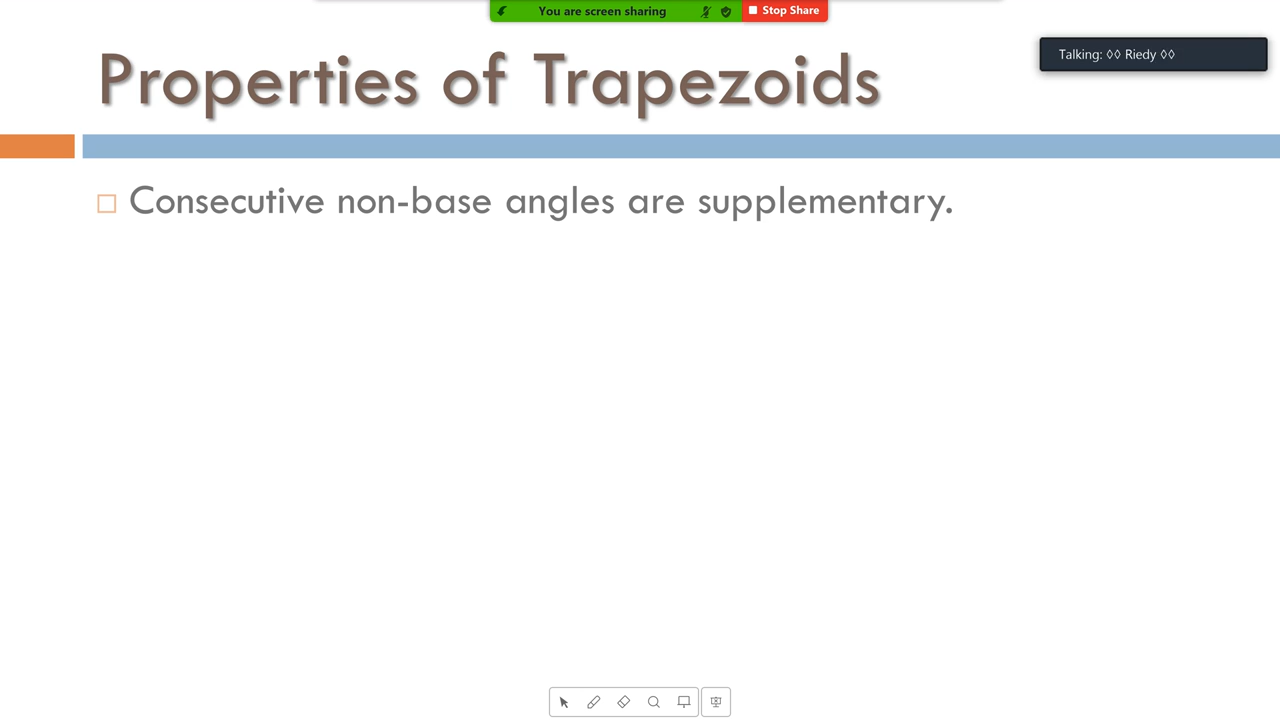 You are screen sharing Stop Share
Talking: ◊◊ Riedy ◊◊
Properties of Trapezoids
Consecutive non-base angles are supplementary.